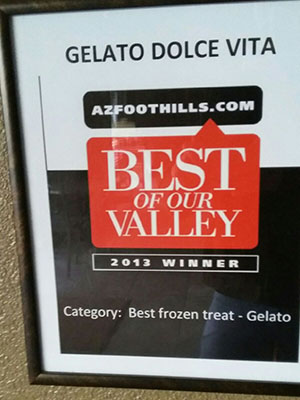 GELATO DOLCE VITA
AZFOOTHILLS.COM
BEST
OF OUR
VALLEY
2013 WINNER
Category: Best frozen treat - Gelato